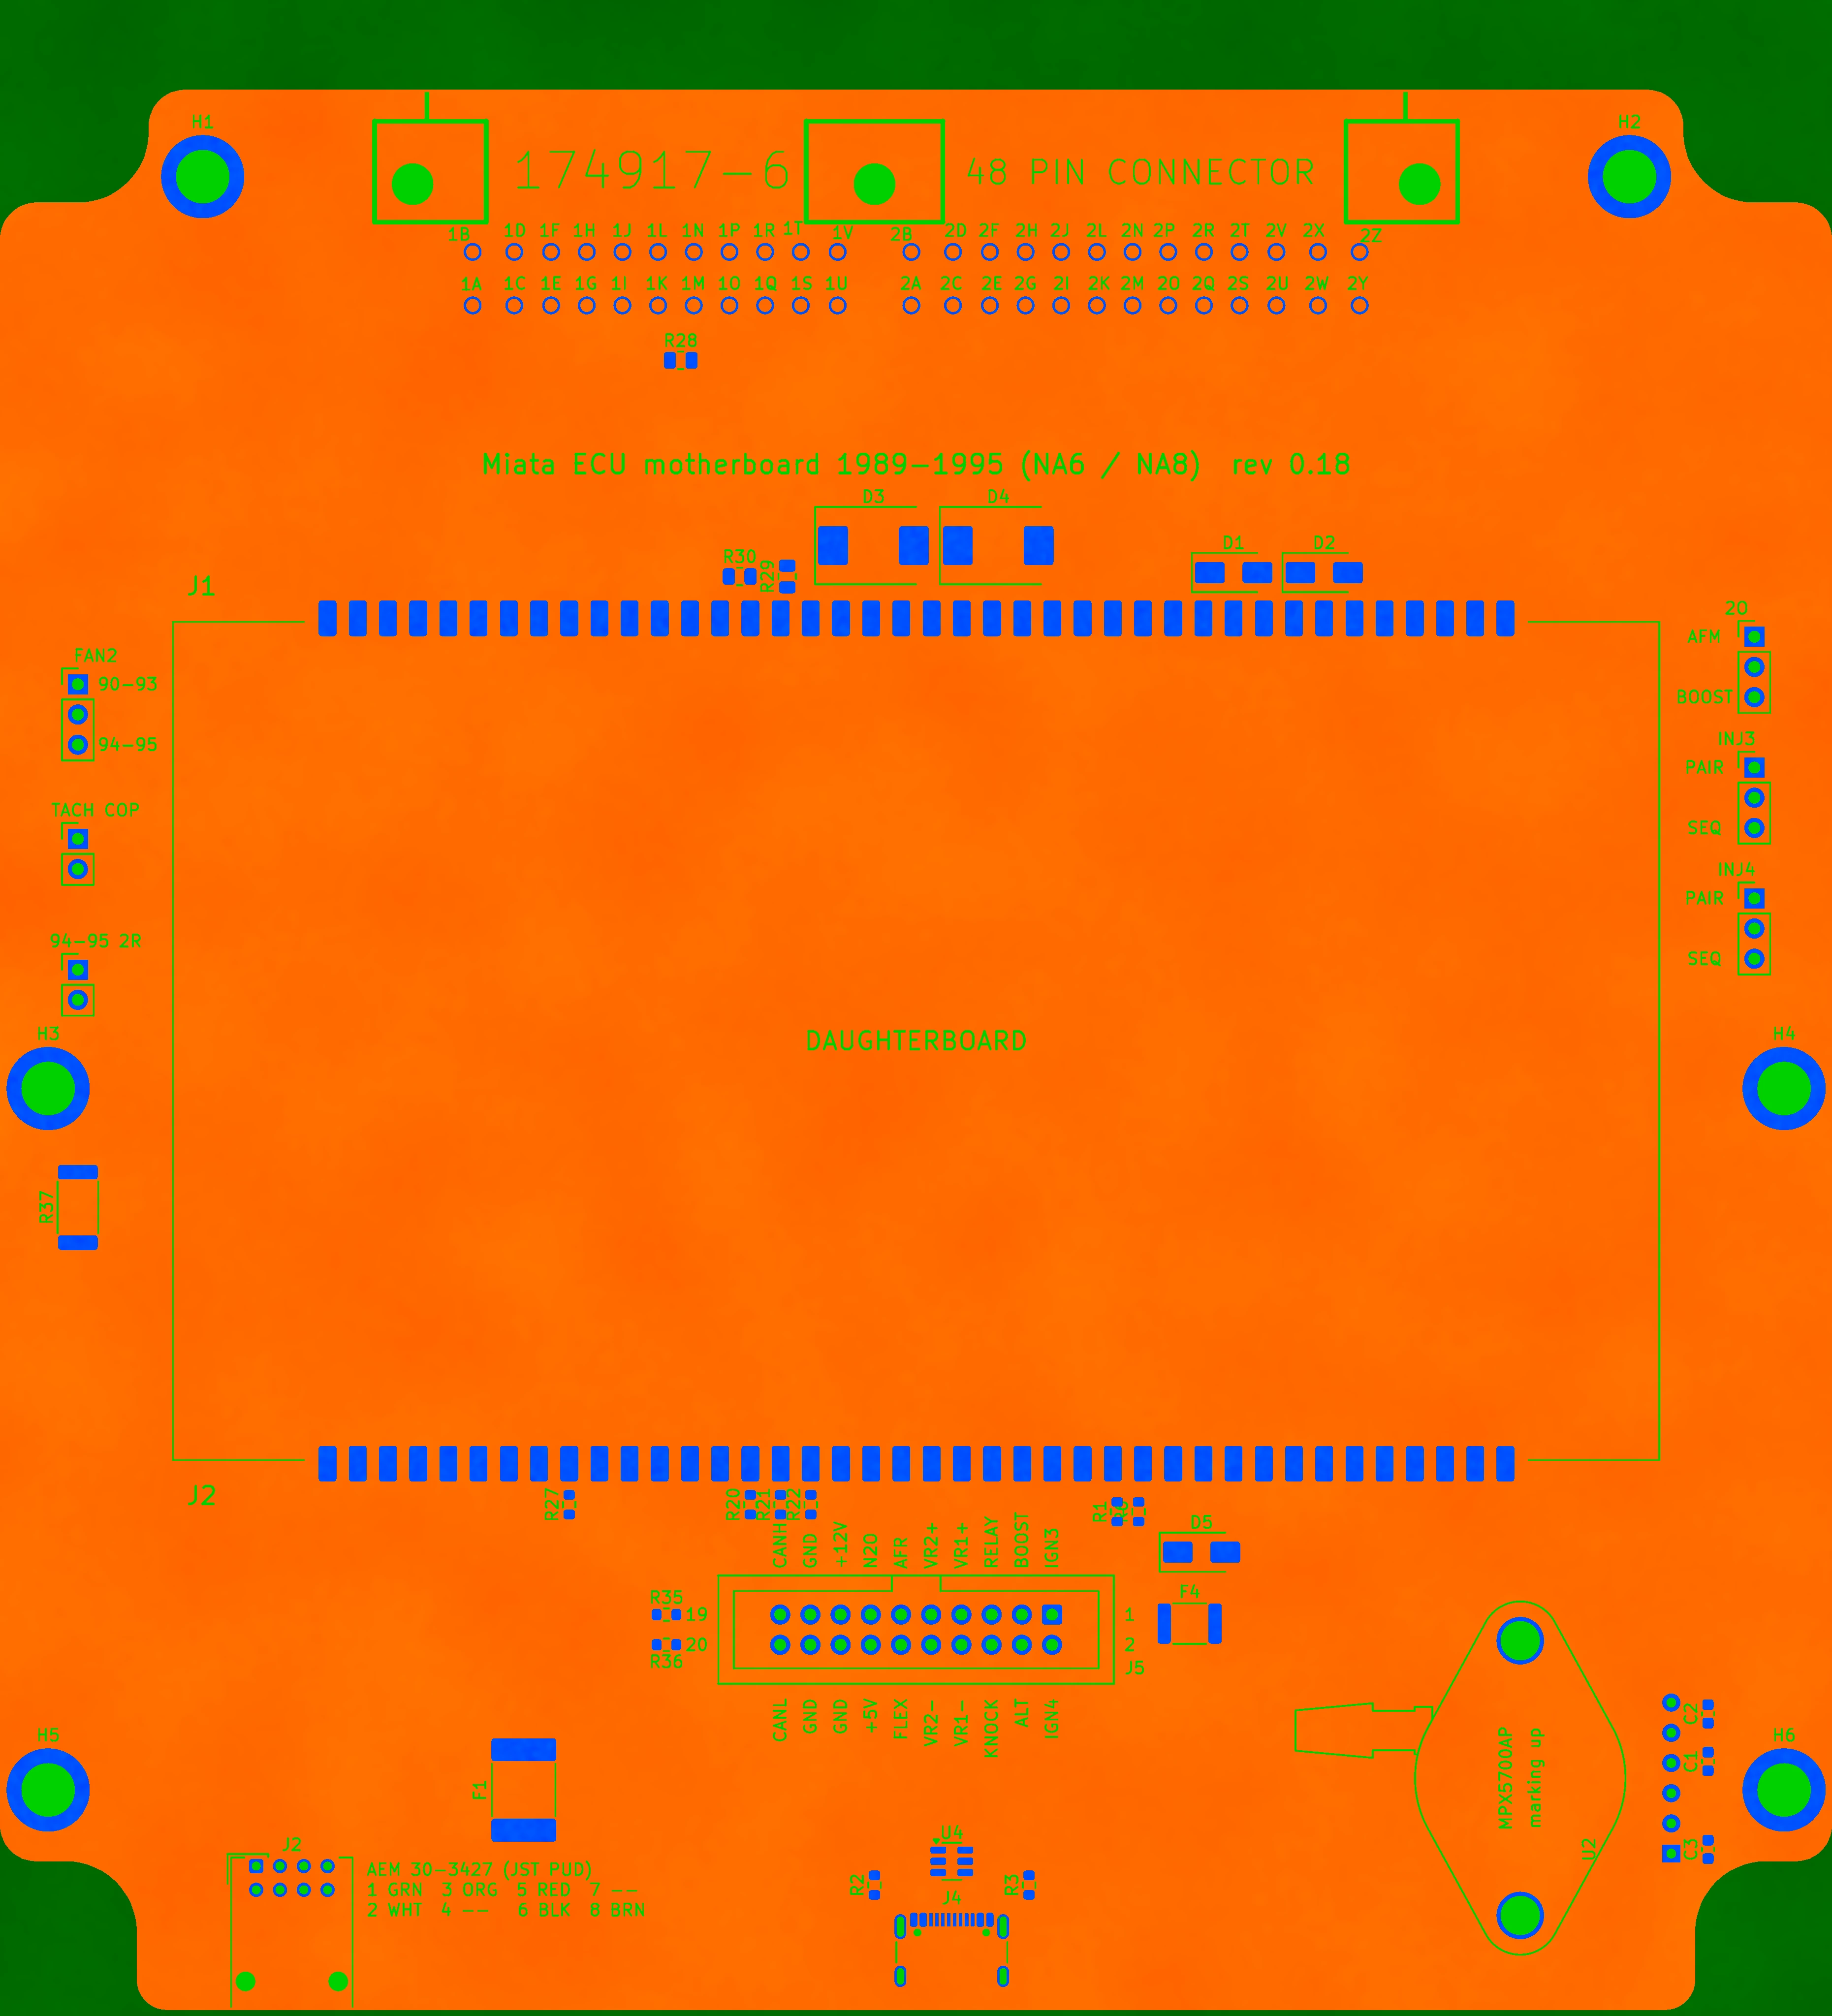 H1 H2
174917-6 48 PIN CONNECTOR
1B 1D 1F 1H 1J 1L 1N 1P 1R 1T 1V 2B 2D 2F 2H 2J 2L 2N 2P 2R 2T 2V 2X 2Z
1A 1C 1E 1G 1I 1K 1M 1O 1Q 1S 1U 2A 2C 2E 2G 2I 2K 2M 2O 2Q 2S 2U 2W 2Y
R28
Miata ECU motherboard 1989-1995 (NA6 / NA8) rev 0.18
D3 D4
D1 D2
R30 R29
J1
2O
AFM
BOOST
FAN2
90-93
94-95
INJ3
PAIR
SEQ
TACH COP
INJ4
PAIR
SEQ
94-95 2R
H3 H4
DAUGHTERBOARD
R37
J2
R27 R20 R21 R22 R1
CANH GND +12V N2O AFR VR2+ VR1+ RELAY BOOST IGN3
D5
F4
R35 19 1
20 2
R36 J5
CANL GND GND +5V FLEX VR2- VR1- KNOCK ALT IGN4
MPX5700AP
marking up
U2
C2
C1
C3
H5 H6
F1
U4
J2
AEM 30-3427 (JST PUD)
1 GRN 3 ORG 5 RED 7 --
2 WHT 4 -- 6 BLK 8 BRN
R2 R3
J4